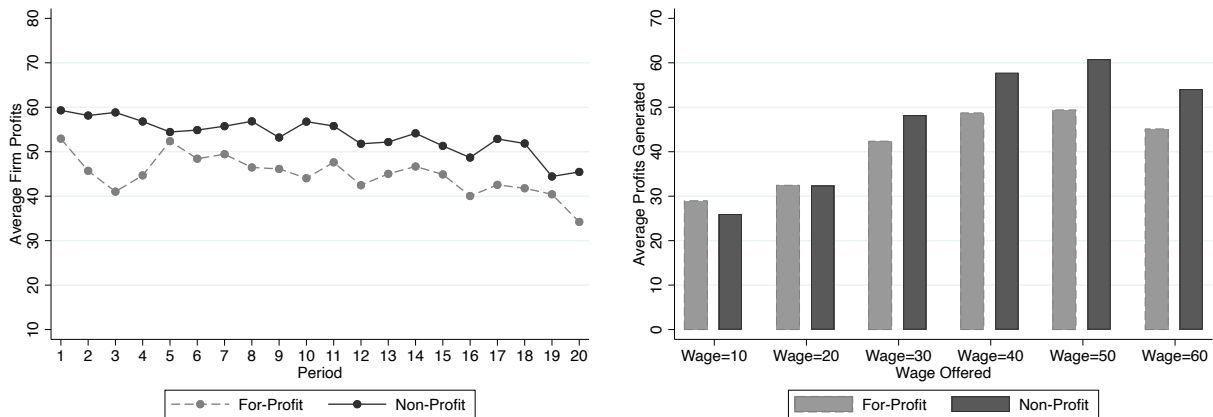 Average Firm Profits
80
70
60
50
40
30
20
10
1 2 3 4 5 6 7 8 9 10 11 12 13 14 15 16 17 18 19 20
Period
For-Profit Non-Profit
Average Profits Generated
70
60
50
40
30
20
10
0
Wage=10 Wage=20 Wage=30 Wage=40 Wage=50 Wage=60
Wage Offered
For-Profit Non-Profit